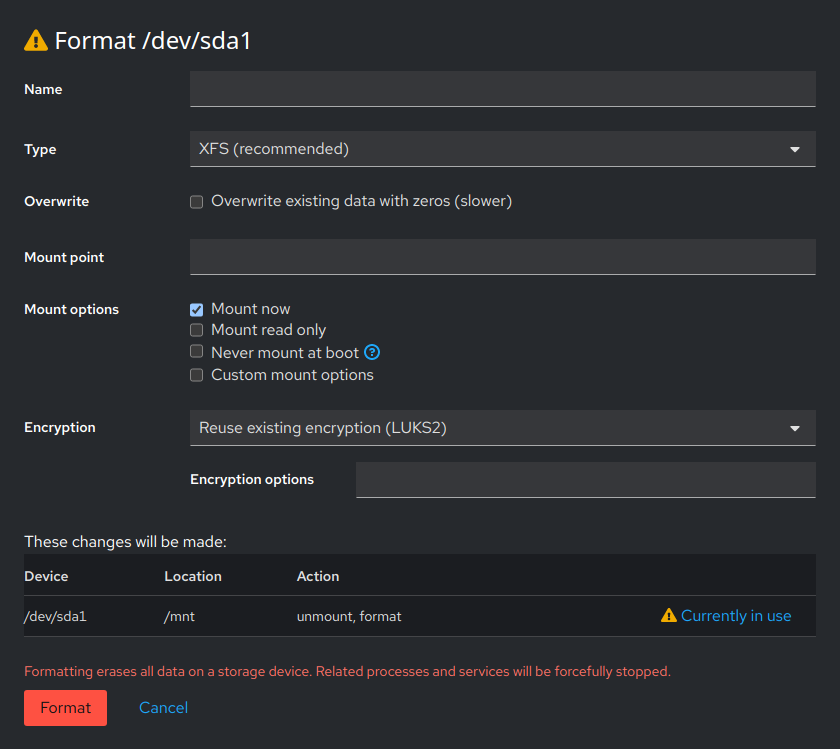 Format /dev/sda1
Name
Type XFS (recommended)
Overwrite Overwrite existing data with zeros (slower)
Mount point
Mount options Mount now
Mount read only
Never mount at boot ?
Custom mount options
Encryption Reuse existing encryption (LUKS2)
Encryption options
These changes will be made:
Device Location Action
/dev/sda1 /mnt unmount, format Currently in use
Formatting erases all data on a storage device. Related processes and services will be forcefully stopped.
Format Cancel